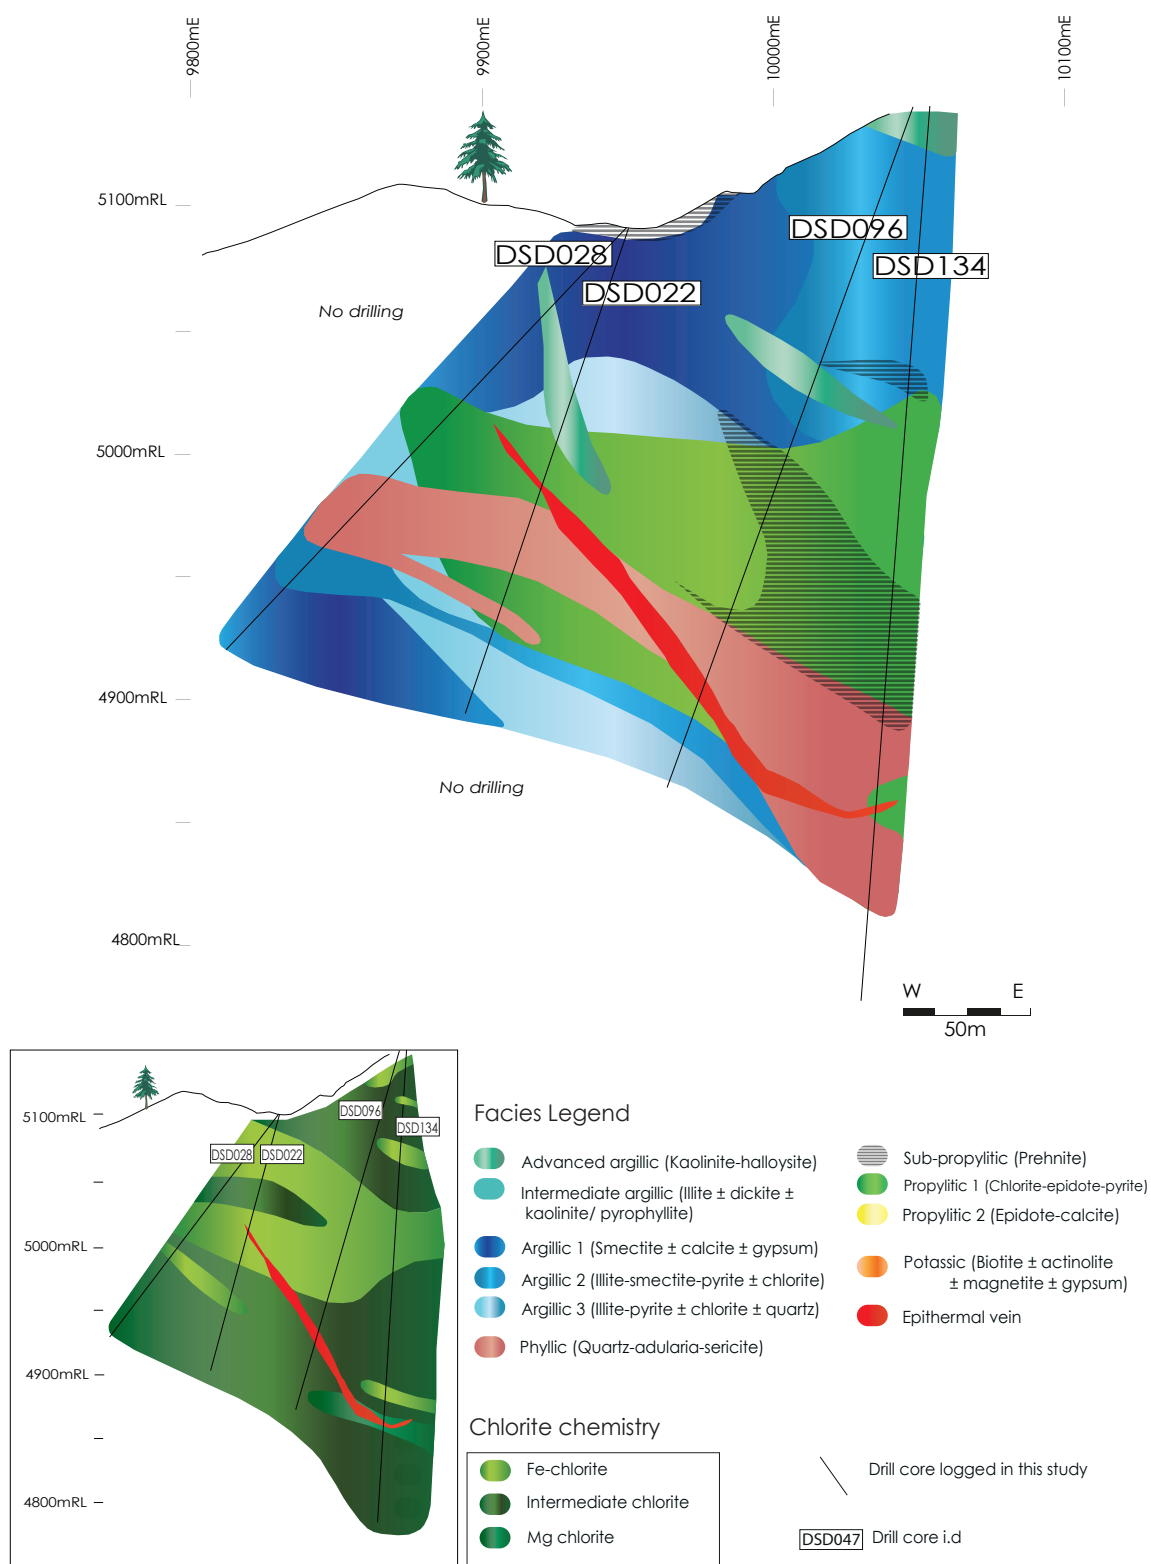 9800mE
9900mE
10000mE
10100mE
5100mRL
DSD096
DSD028
DSD134
DSD022
No drilling
5000mRL
4900mRL
No drilling
4800mRL
W E
50m
5100mRL
DSD096
DSD134
DSD028 DSD022
5000mRL
4900mRL
4800mRL
Facies Legend
Advanced argillic (Kaolinite-halloysite)
Intermediate argillic (Illite ± dickite ±
kaolinite/ pyrophyllite)
Argillic 1 (Smectite ± calcite ± gypsum)
Argillic 2 (Illite-smectite-pyrite ± chlorite)
Argillic 3 (Illite-pyrite ± chlorite ± quartz)
Phyllic (Quartz-adularia-sericite)
Sub-propylitic (Prehnite)
Propylitic 1 (Chlorite-epidote-pyrite)
Propylitic 2 (Epidote-calcite)
Potassic (Biotite ± actinolite
± magnetite ± gypsum)
Epithermal vein
Chlorite chemistry
Fe-chlorite
Intermediate chlorite
Mg chlorite
Drill core logged in this study
DSD047 Drill core i.d